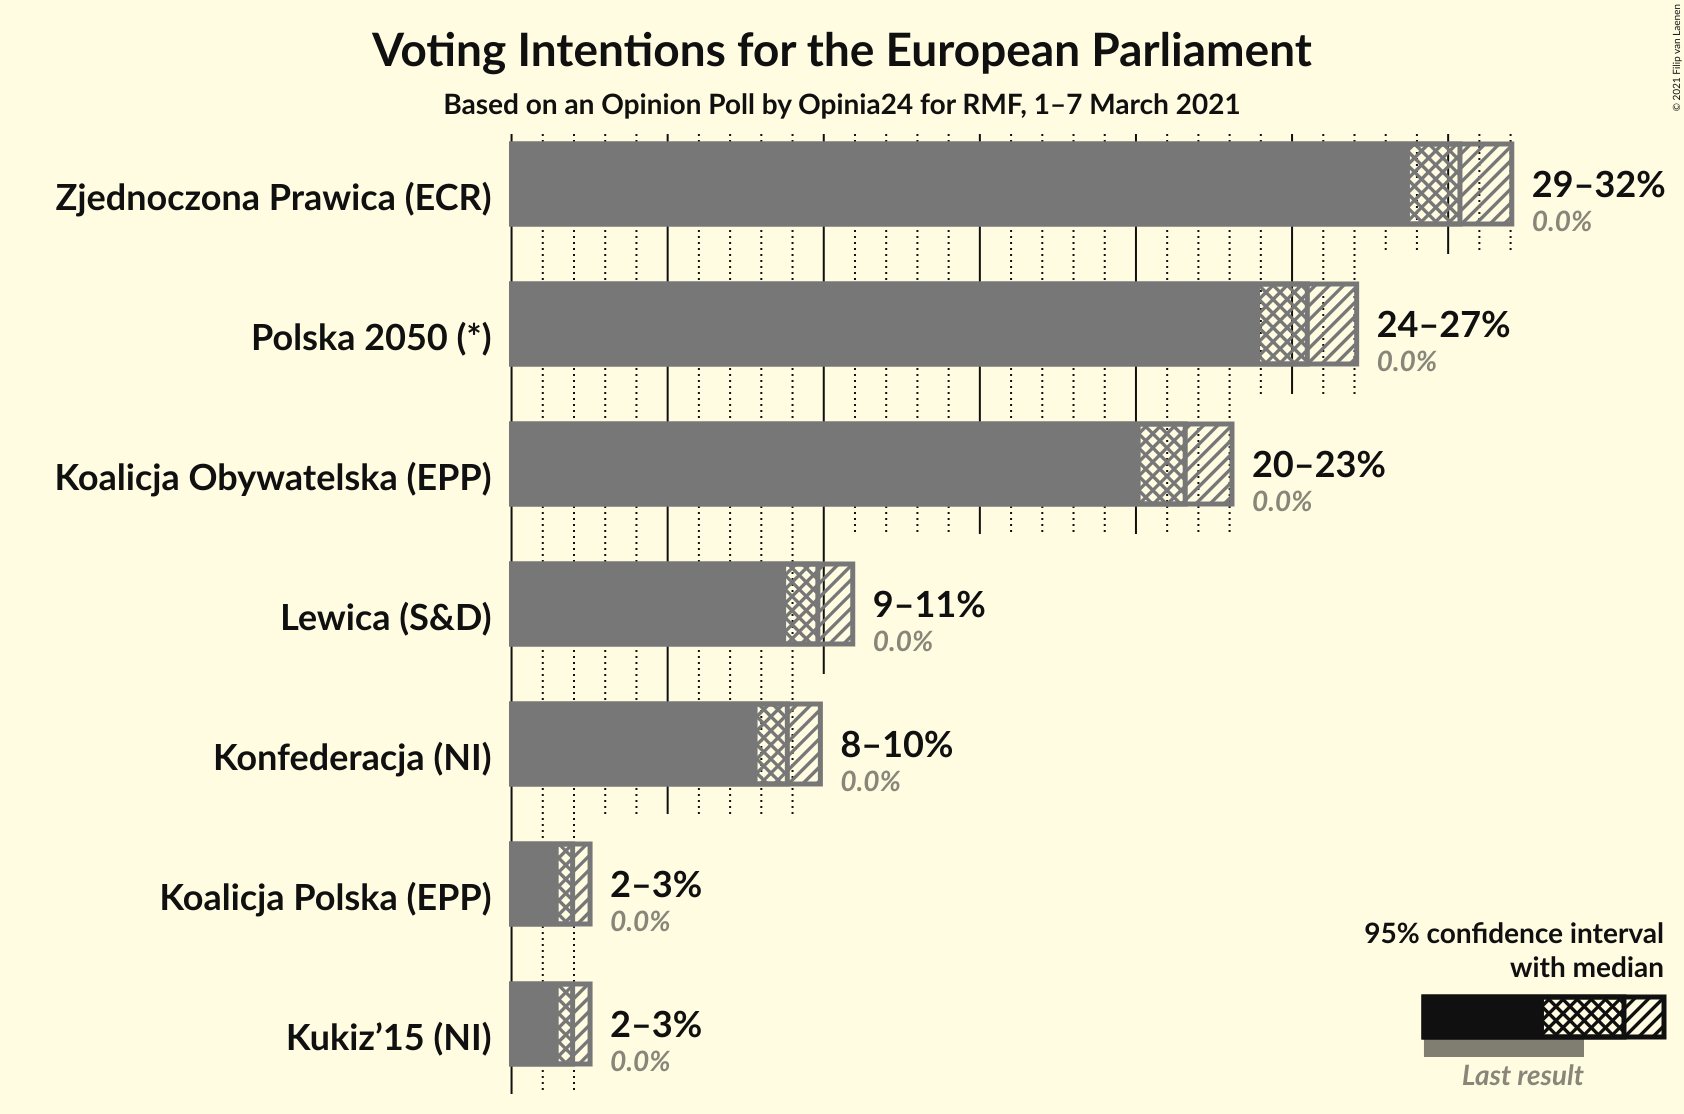 Voting Intentions for the European Parliament
Based on an Opinion Poll by Opinia24 for RMF, 1–7 March 2021
© 2021 Filip van Laenen
Zjednoczona Prawica (ECR)
29–32%
0.0%
Polska 2050 (*)
24–27%
0.0%
Koalicja Obywatelska (EPP)
20–23%
0.0%
Lewica (S&D)
9–11%
0.0%
Konfederacja (NI)
8–10%
0.0%
Koalicja Polska (EPP)
2–3%
0.0%
Kukiz’15 (NI)
2–3%
0.0%
95% confidence interval
with median
Last result